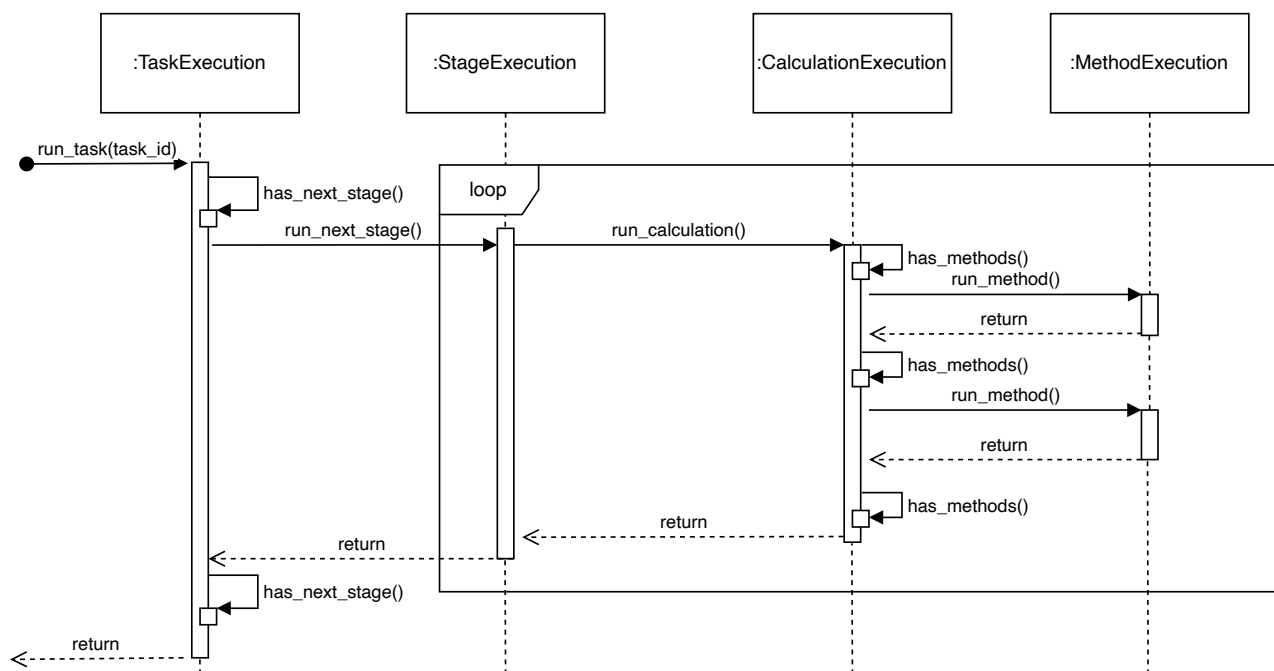 :TaskExecution
:StageExecution
:CalculationExecution
:MethodExecution
run_task(task_id)
loop
has_next_stage()
run_next_stage()
run_calculation()
has_methods()
run_method()
return
has_methods()
run_method()
return
has_methods()
return
return
has_next_stage()
return